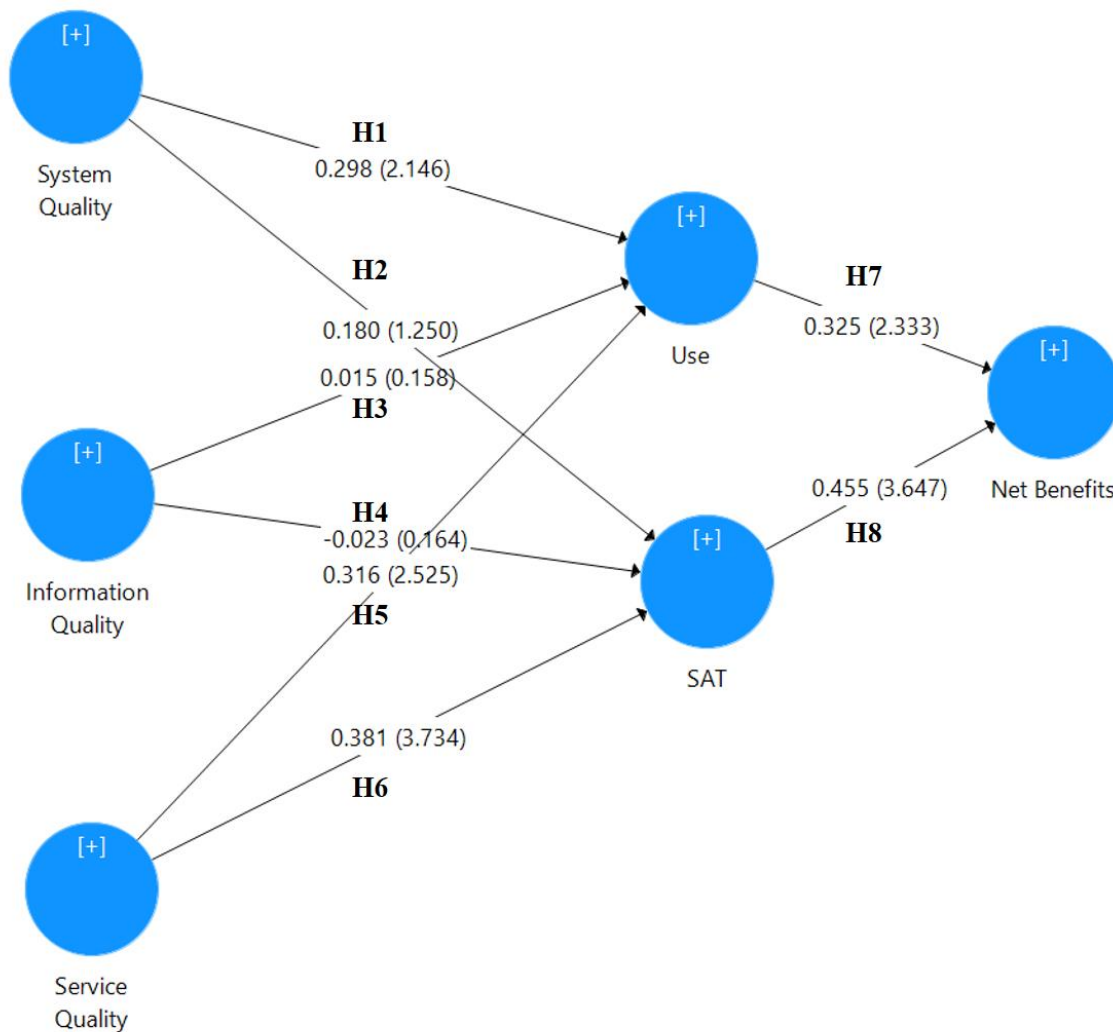 [+]
System
Quality
H1
0.298 (2.146)
[+]
Use
H2
0.180 (1.250)
H7
0.325 (2.333)
[+]
Net Benefits
0.015 (0.158)
H3
[+]
Information
Quality
H4
-0.023 (0.164)
0.316 (2.525)
H5
0.455 (3.647)
H8
[+]
SAT
0.381 (3.734)
H6
[+]
Service
Quality